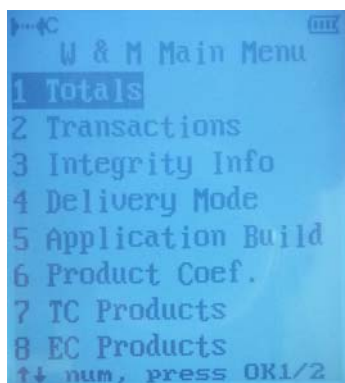 W & M Main Menu
1 Totals
2 Transactions
3 Integrity Info
4 Delivery Mode
5 Application Build
6 Product Coef.
7 TC Products
8 EC Products
↑↓ num, press OK1/2